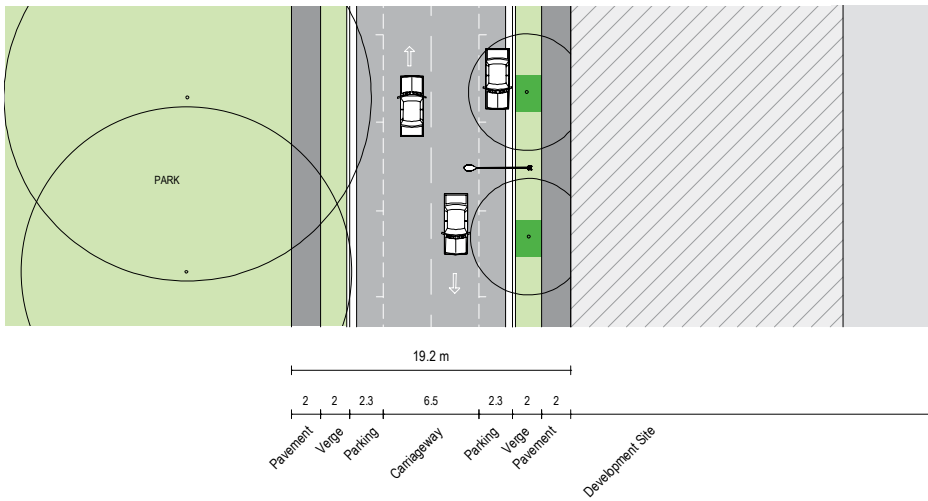 PARK
19.2 m
2 2 2.3 6.5 2.3 2 2
Pavement
Verge
Parking
Carriageway
Parking
Verge
Pavement
Development Site